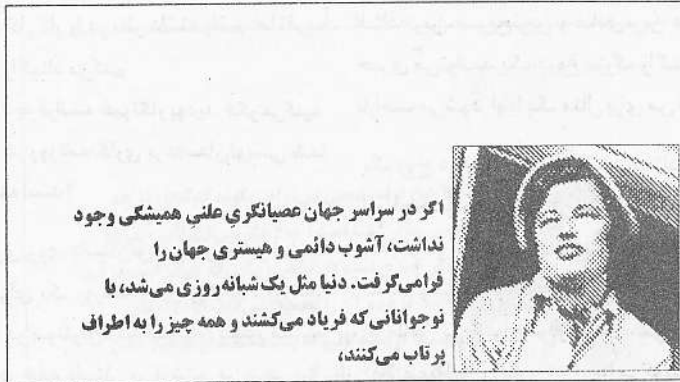 اگر در سراسر جهان عصیانگری علنی همیشگی وجود
نداشت، آشوب دائمی و هیستری جهان را
فرامی‌گرفت. دنیا مثل یک شبانه‌روزی می‌شد، با
نوجوانانی که فریاد می‌کشند و همه چیز را به اطراف
پرتاب می‌کنند،